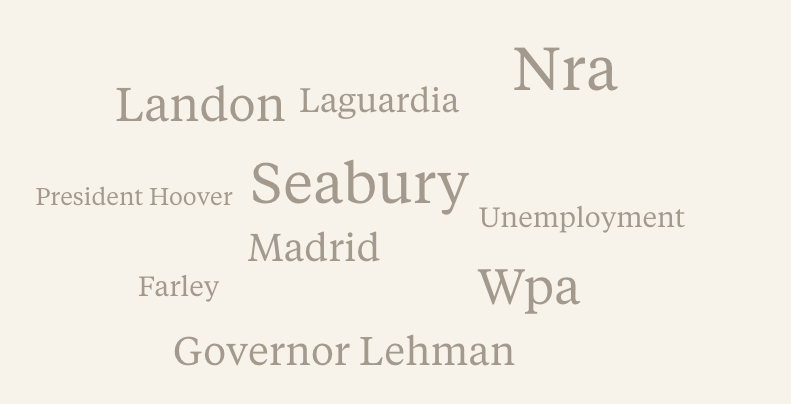 Nra
Landon
Laguardia
Seabury
President Hoover
Unemployment
Madrid
Farley
Wpa
Governor Lehman